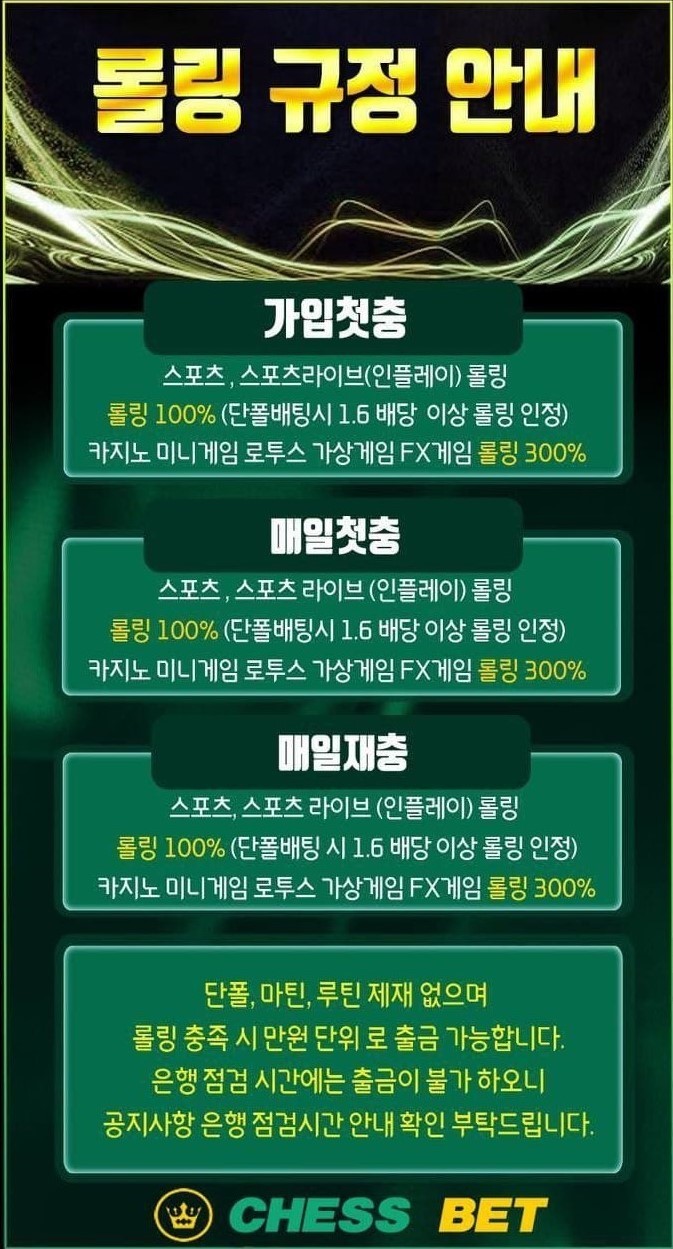 롤링 규정 안내
가입첫충
스포츠 , 스포츠라이브(인플레이) 롤링
롤링 100% (단폴배팅시 1.6 배당 이상 롤링 인정)
카지노 미니게임 로투스 가상게임 FX게임 롤링 300%
매일첫충
스포츠 , 스포츠 라이브 (인플레이) 롤링
롤링 100% (단폴배팅시 1.6 배당 이상 롤링 인정)
카지노 미니게임 로투스 가상게임 FX게임 롤링 300%
매일재충
스포츠, 스포츠 라이브 (인플레이) 롤링
롤링 100% (단폴배팅 시 1.6 배당 이상 롤링 인정)
카지노 미니게임 로투스 가상게임 FX게임 롤링 300%
단폴, 마틴, 루틴 제재 없으며
롤링 충족 시 만원 단위 로 출금 가능합니다.
은행 점검 시간에는 출금이 불가 하오니
공지사항 은행 점검시간 안내 확인 부탁드립니다.
CHESS BET